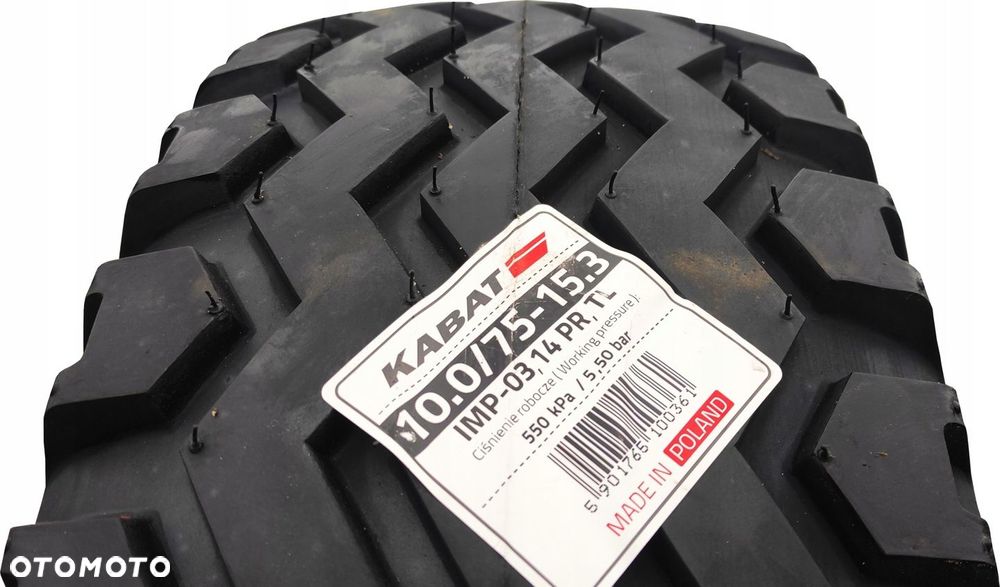 KABAT
10.0/75-15.3
IMP-03,14 PR, TL
Ciśnienie robocze (Working pressure):
550 kPa / 5,50 bar
5 901765 100361
MADE IN POLAND
OTOMOTO